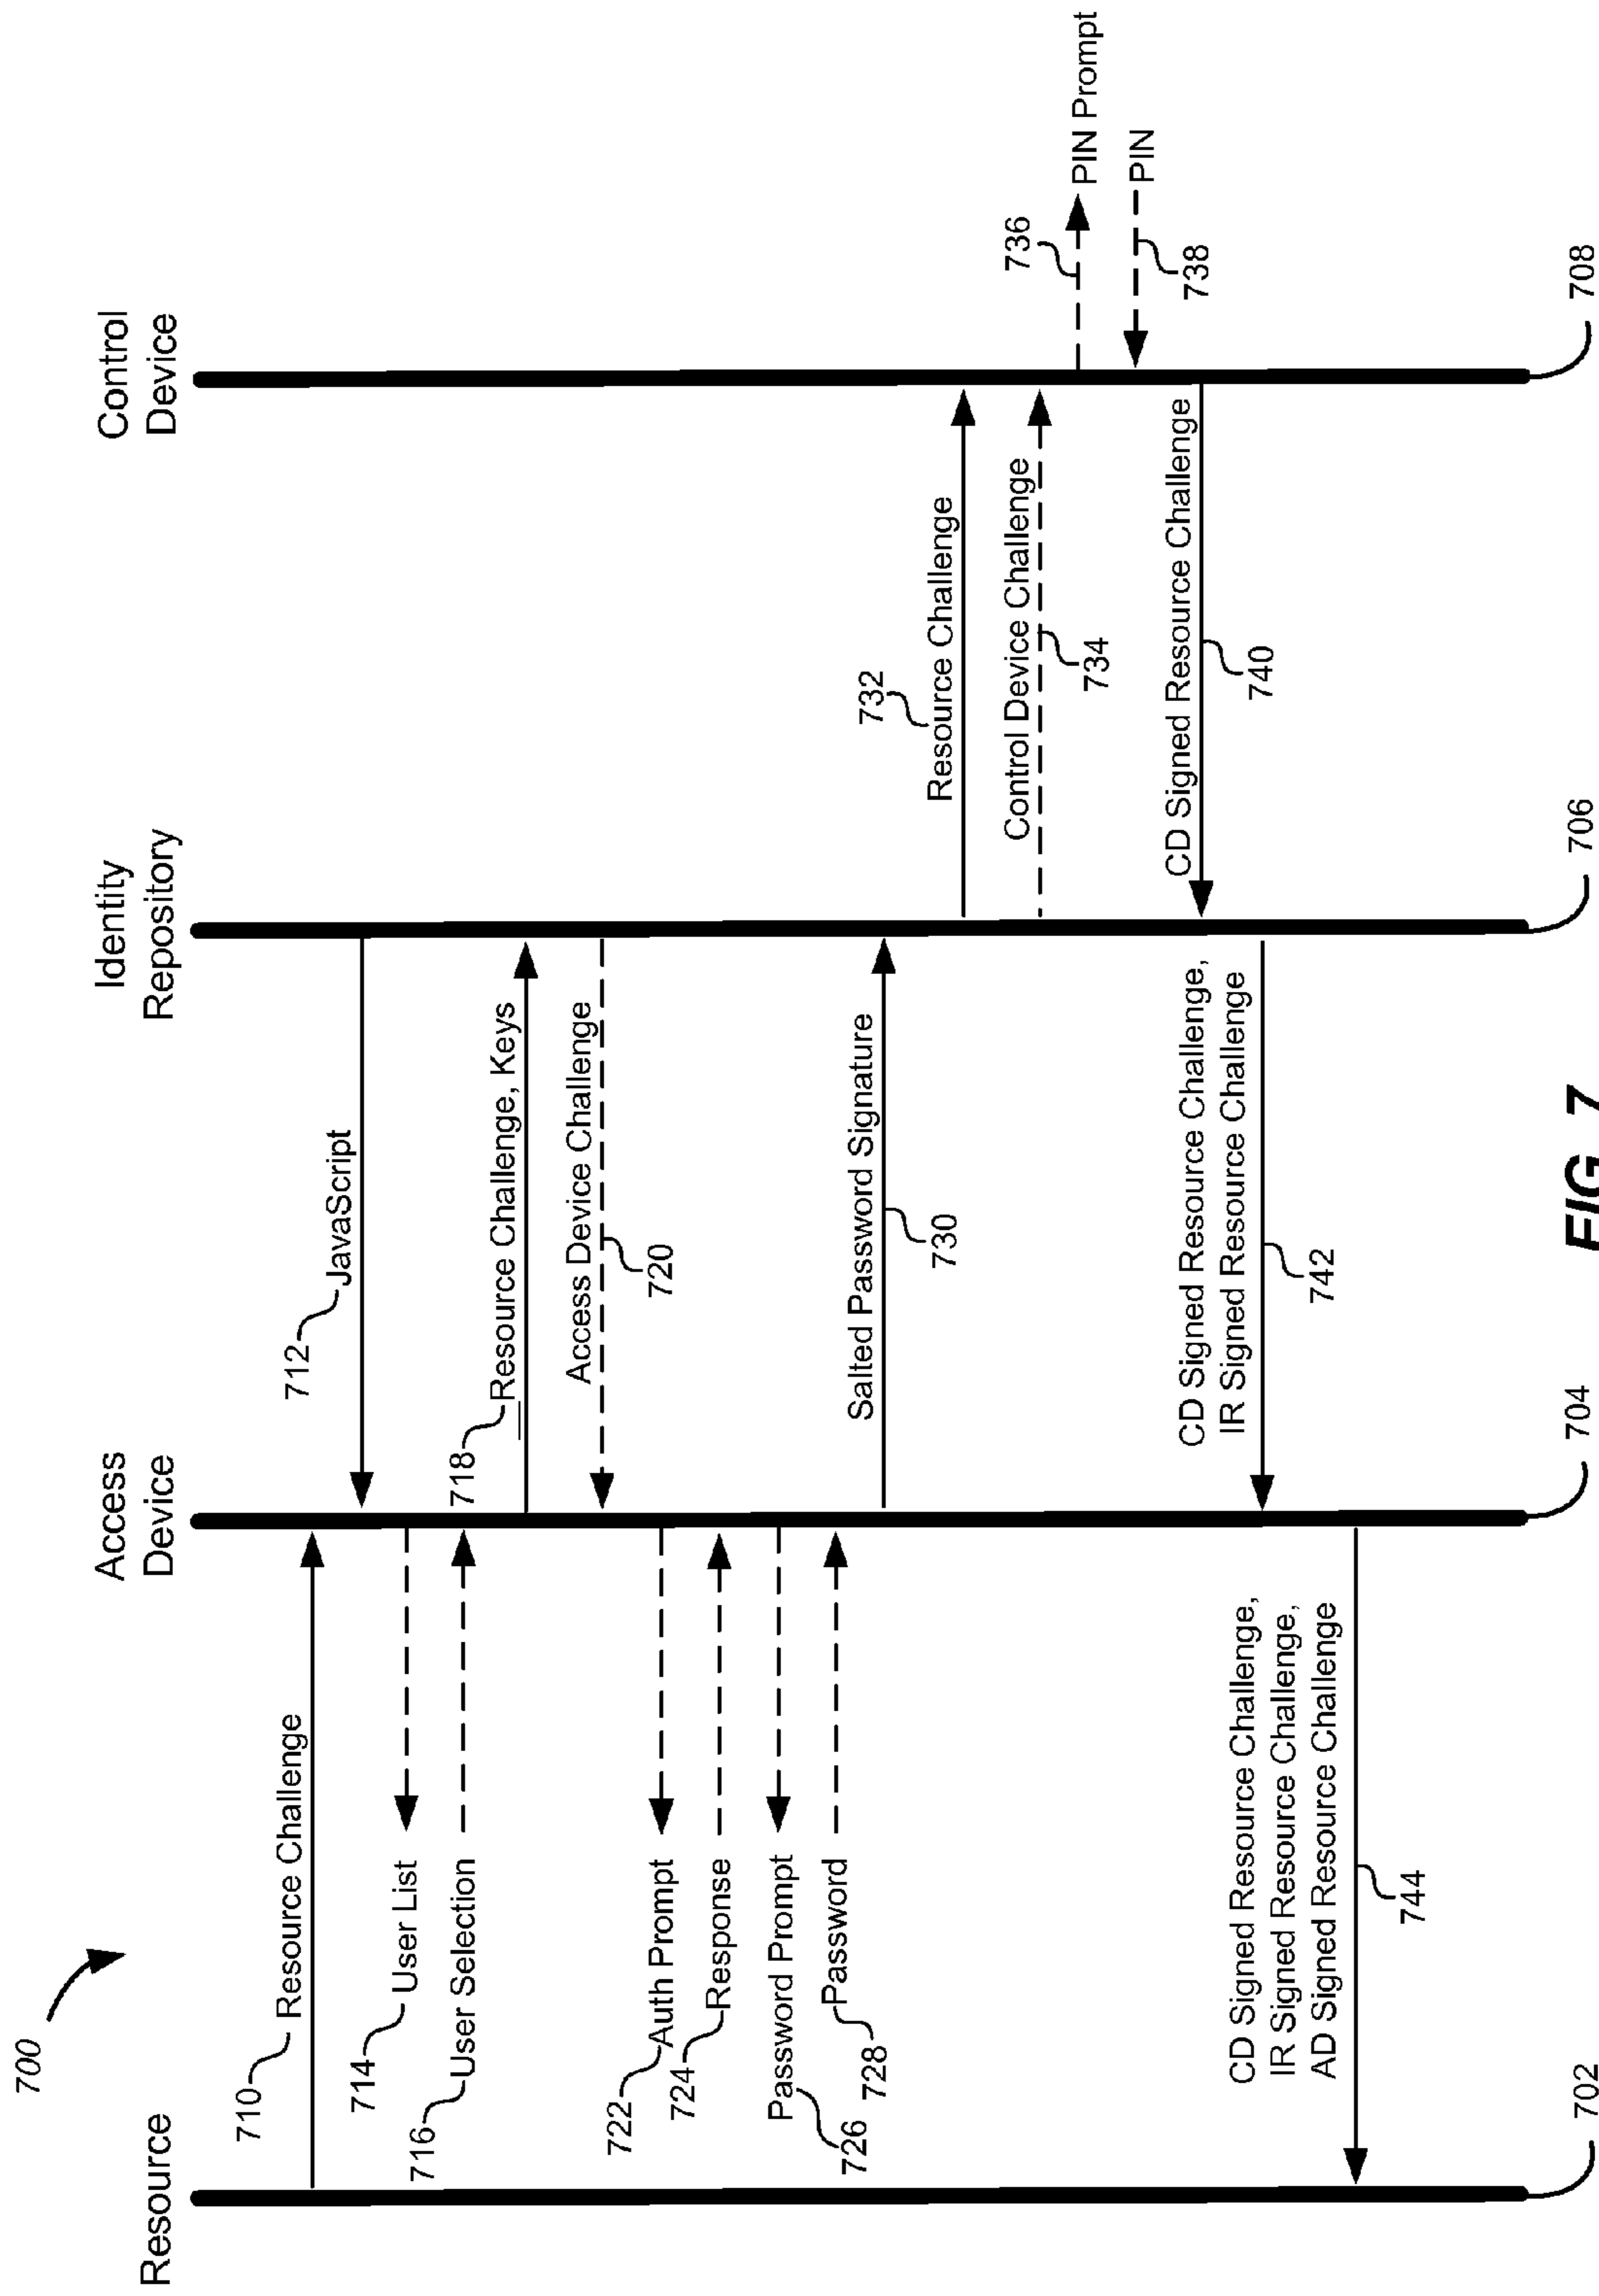 700
Resource
Access
Device
Identity
Repository
Control
Device
710
Resource Challenge
712
JavaScript
714
User List
716
User Selection
718
Resource Challenge, Keys
Access Device Challenge
720
722
Auth Prompt
724
Response
Password Prompt
726
Password
728
Salted Password Signature
730
732
Resource Challenge
Control Device Challenge
734
736
PIN Prompt
PIN
738
CD Signed Resource Challenge
740
CD Signed Resource Challenge,
IR Signed Resource Challenge
742
CD Signed Resource Challenge,
IR Signed Resource Challenge,
AD Signed Resource Challenge
744
702
704
706
708
FIG. 7